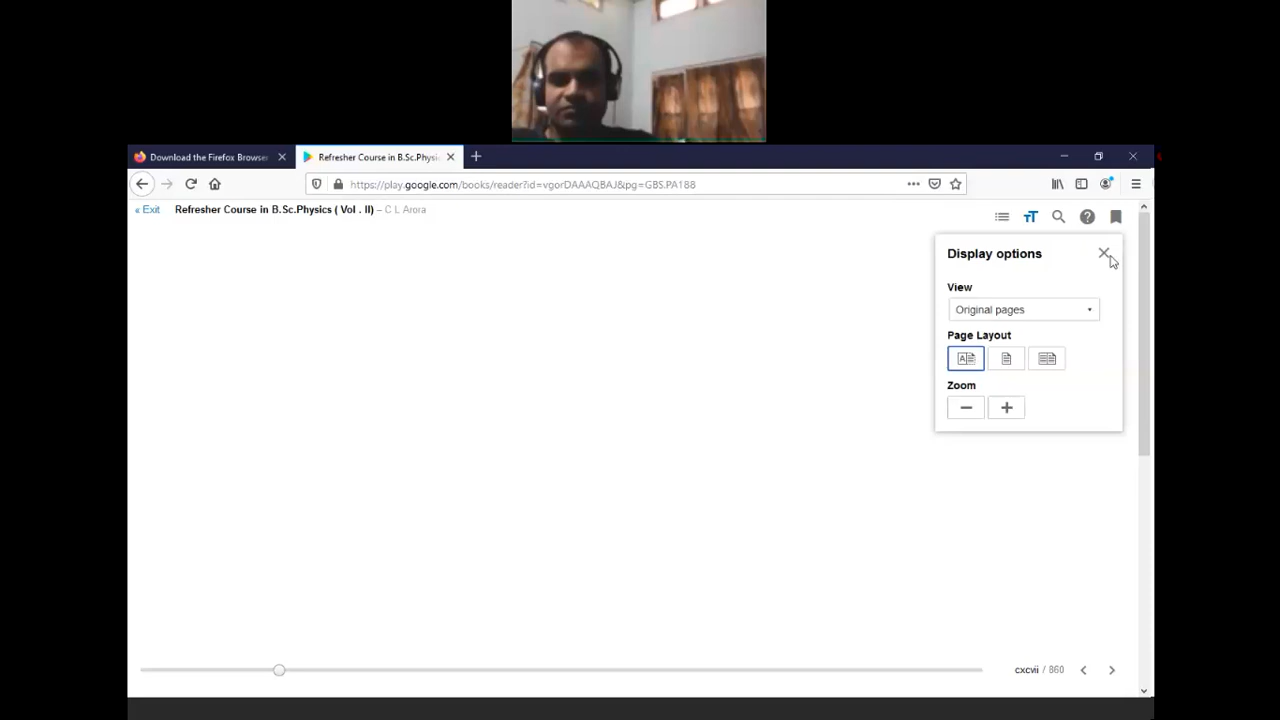 Download the Firefox Browser
Refresher Course in B.Sc.Physi
https://play.google.com/books/reader?id=vgorDAAAQBAJ&pg=GBS.PA188
« Exit Refresher Course in B.Sc.Physics ( Vol . II) – C L Arora
Display options
View
Original pages
Page Layout
A
Zoom
cxcvii / 860